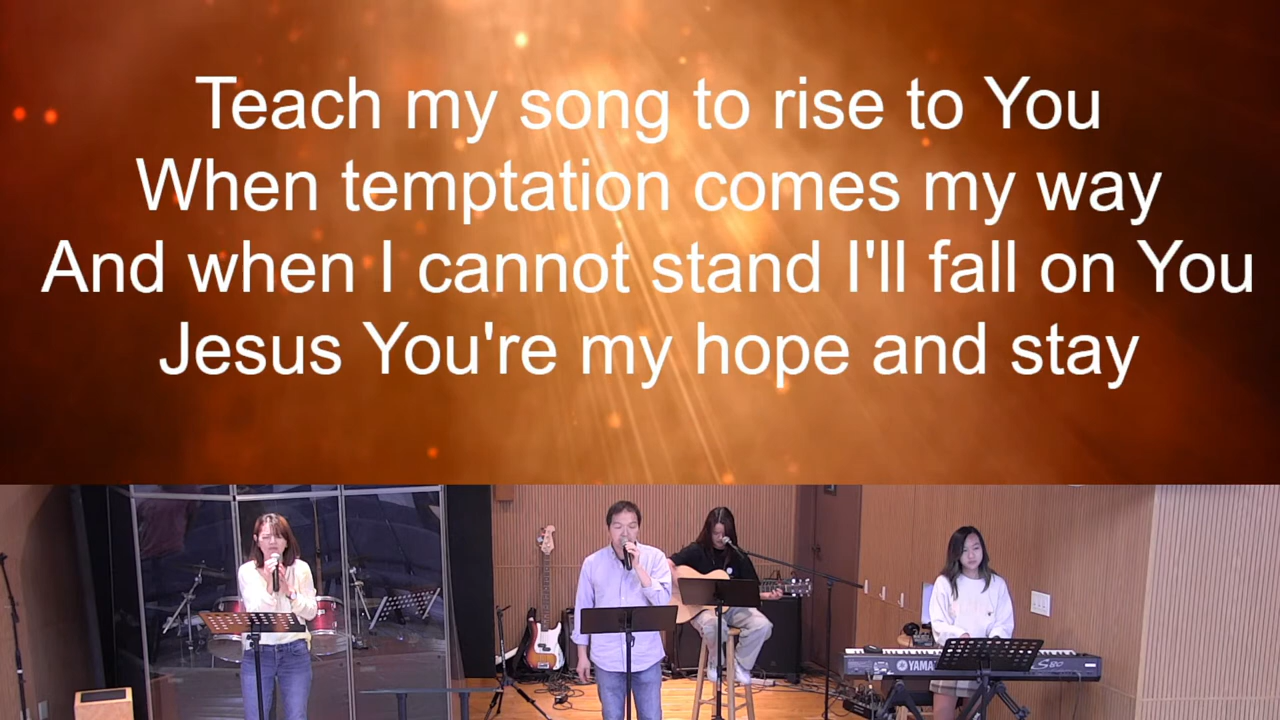 Teach my song to rise to You
When temptation comes my way
And when I cannot stand I'll fall on You
Jesus You're my hope and stay
S80